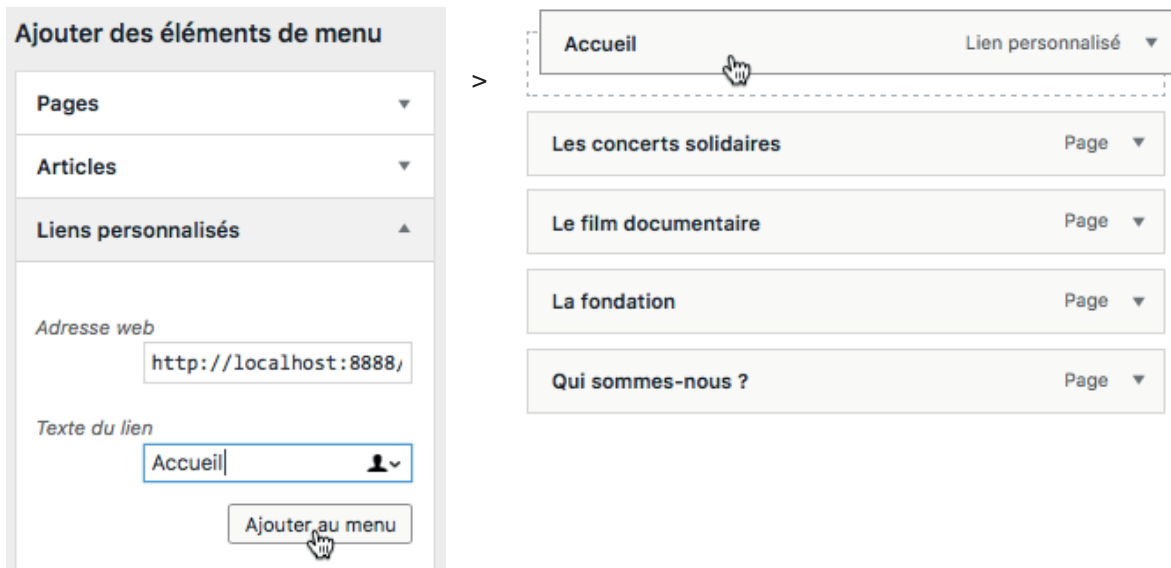 Ajouter des éléments de menu
Pages
Articles
Liens personnalisés
Adresse web
http://localhost:8888/
Texte du lien
Accueil
Ajouter au menu
>
Accueil Lien personnalisé
Les concerts solidaires Page
Le film documentaire Page
La fondation Page
Qui sommes-nous ? Page